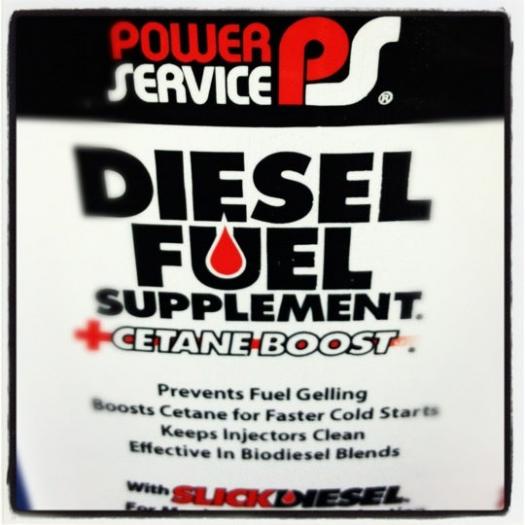 POWER
SERVICE PS®
DIESEL
FUEL
SUPPLEMENT®
+CETANE BOOST®
Prevents Fuel Gelling
Boosts Cetane for Faster Cold Starts
Keeps Injectors Clean
Effective In Biodiesel Blends
With SLICKDIESEL
For